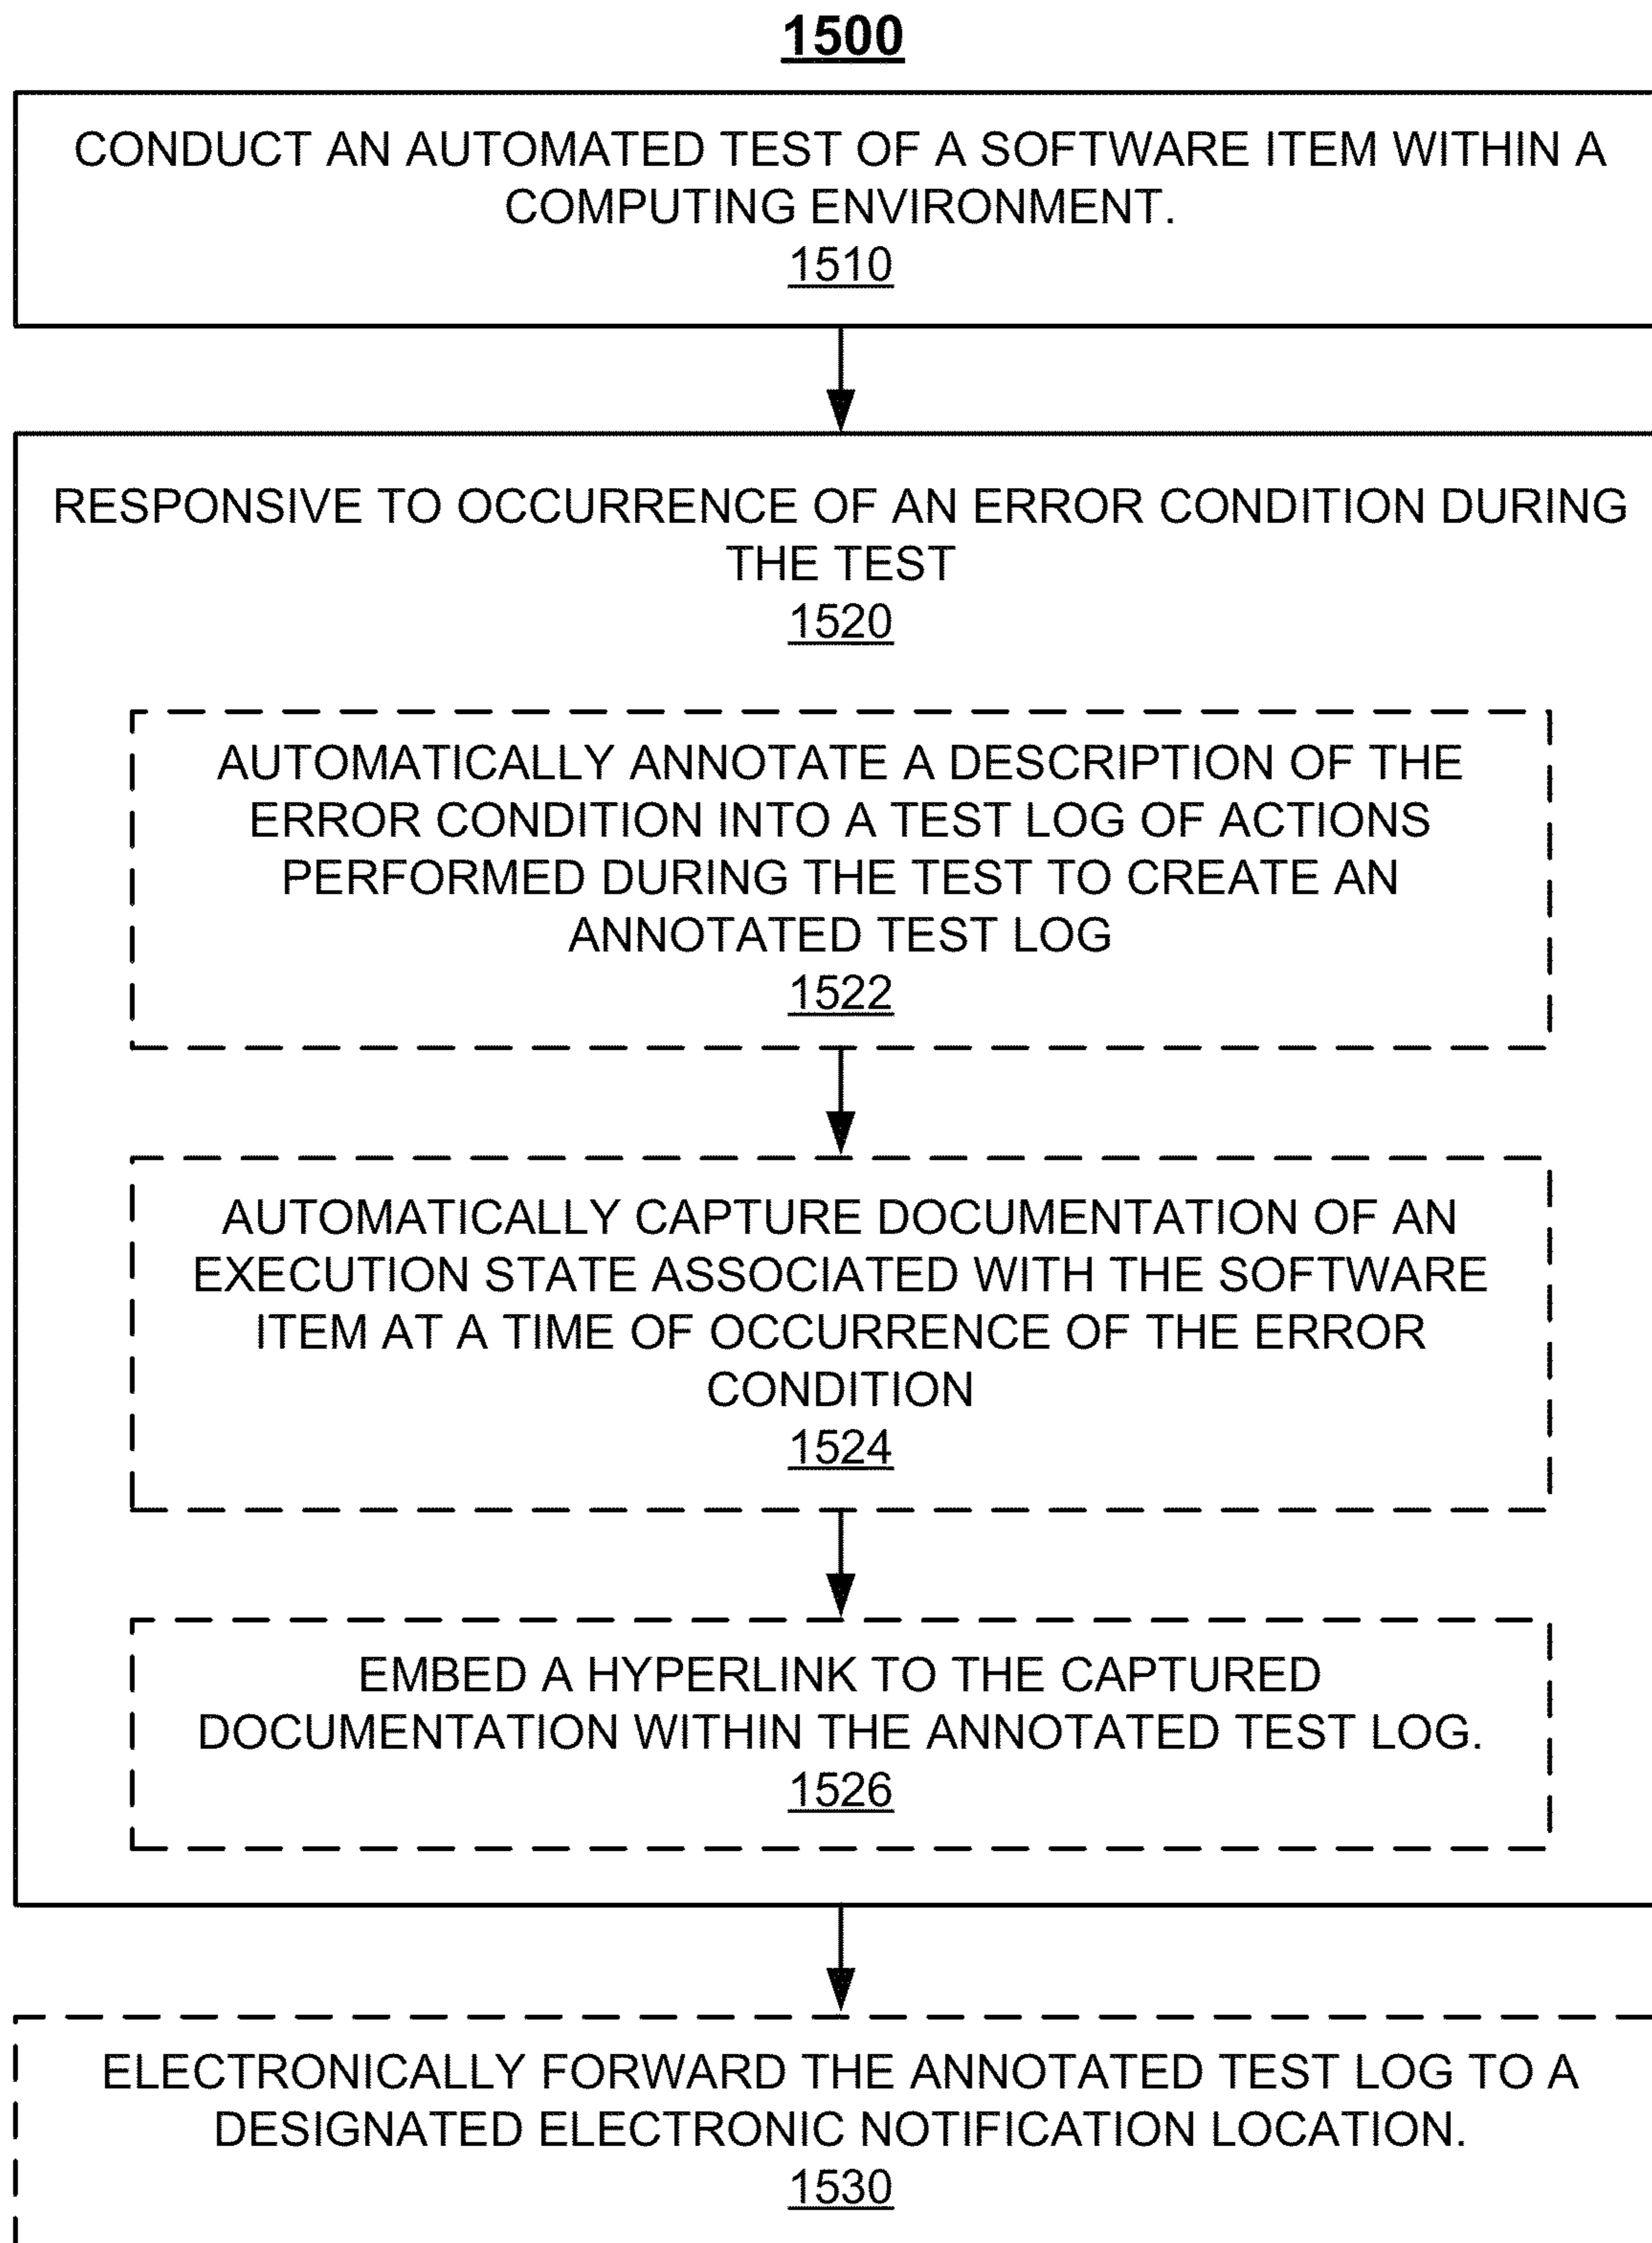 1500
CONDUCT AN AUTOMATED TEST OF A SOFTWARE ITEM WITHIN A
COMPUTING ENVIRONMENT.
1510
RESPONSIVE TO OCCURRENCE OF AN ERROR CONDITION DURING
THE TEST
1520
AUTOMATICALLY ANNOTATE A DESCRIPTION OF THE
ERROR CONDITION INTO A TEST LOG OF ACTIONS
PERFORMED DURING THE TEST TO CREATE AN
ANNOTATED TEST LOG
1522
AUTOMATICALLY CAPTURE DOCUMENTATION OF AN
EXECUTION STATE ASSOCIATED WITH THE SOFTWARE
ITEM AT A TIME OF OCCURRENCE OF THE ERROR
CONDITION
1524
EMBED A HYPERLINK TO THE CAPTURED
DOCUMENTATION WITHIN THE ANNOTATED TEST LOG.
1526
ELECTRONICALLY FORWARD THE ANNOTATED TEST LOG TO A
DESIGNATED ELECTRONIC NOTIFICATION LOCATION.
1530